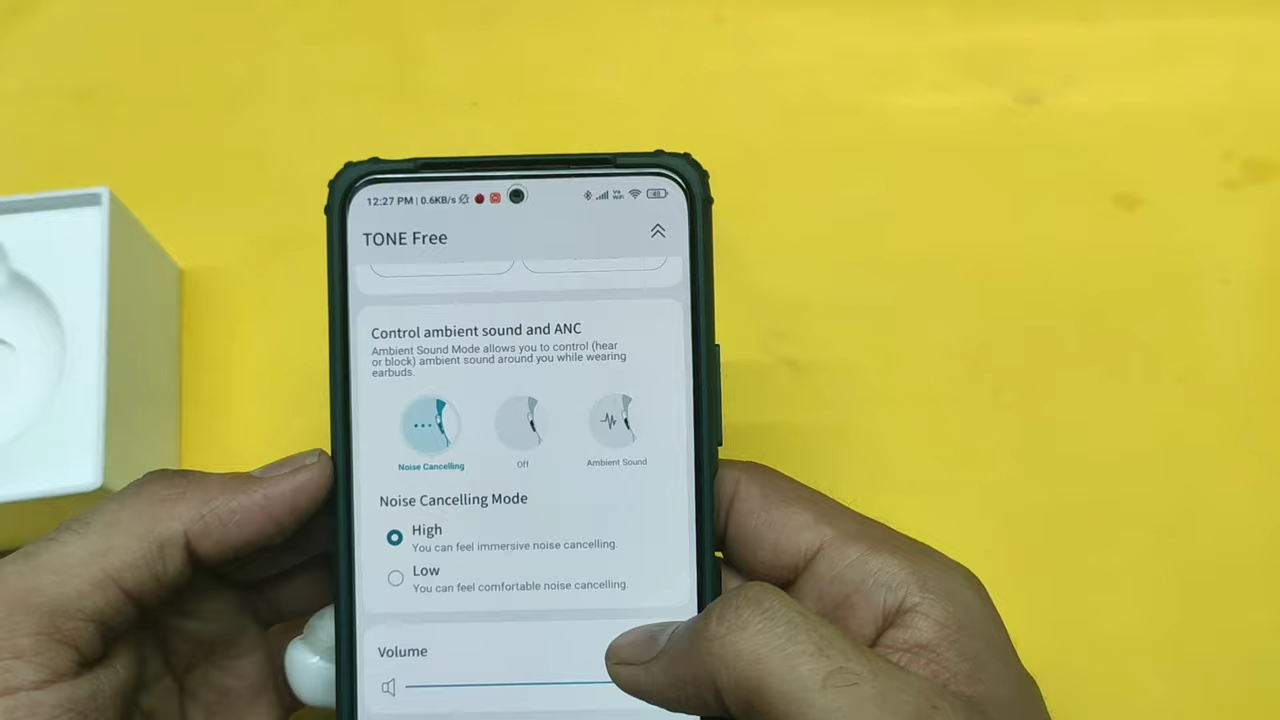 12:27 PM | 0.6KB/s
48
TONE Free
Control ambient sound and ANC
Ambient Sound Mode allows you to control (hear
or block) ambient sound around you while wearing
earbuds.
Noise Cancelling
Off
Ambient Sound
Noise Cancelling Mode
High
You can feel immersive noise cancelling.
Low
You can feel comfortable noise cancelling.
Volume